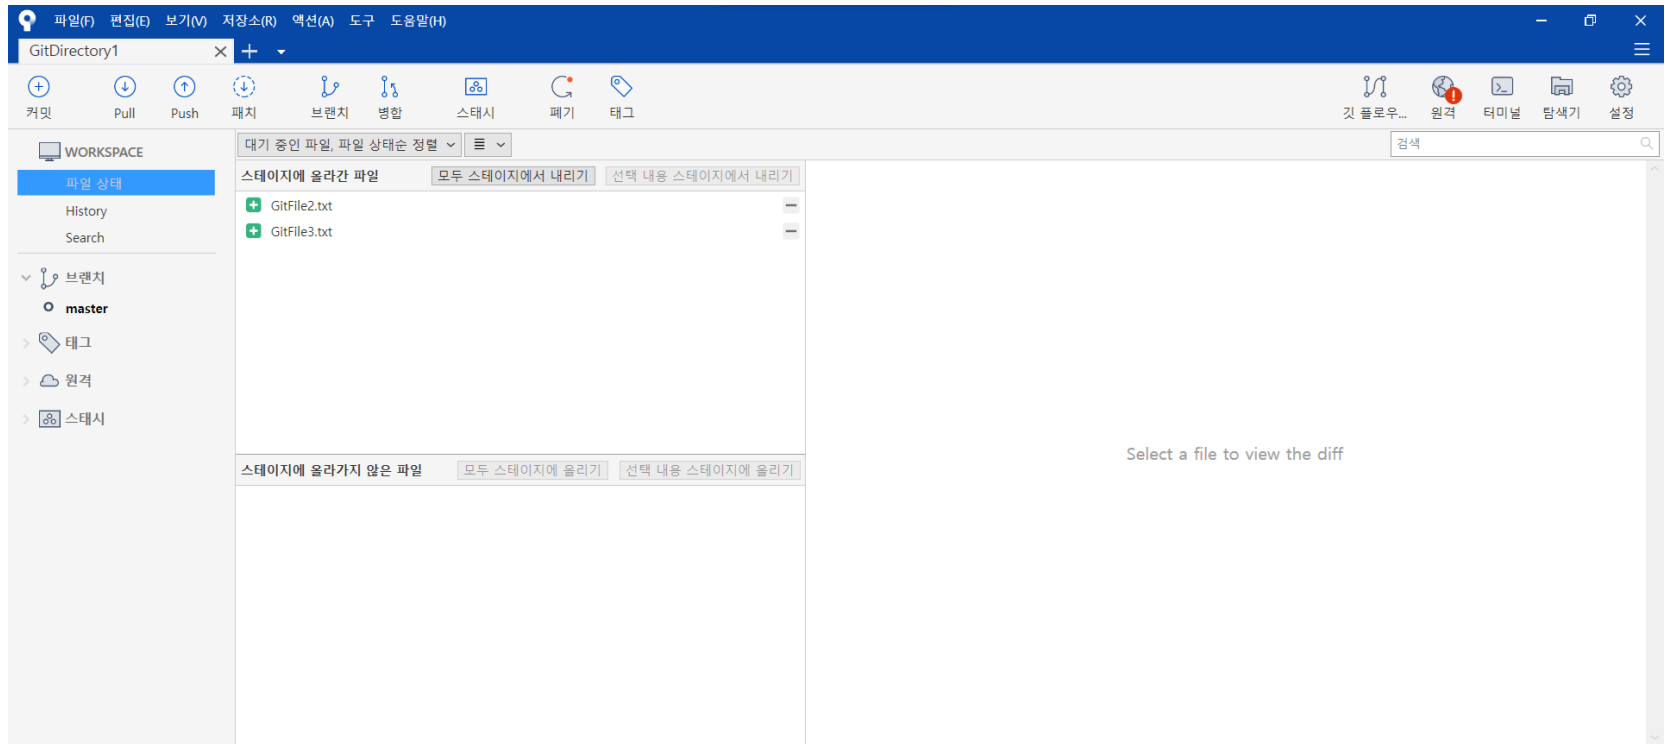 파일(F) 편집(E) 보기(V) 저장소(R) 액션(A) 도구 도움말(H)
GitDirectory1
커밋 Pull Push 패치 브랜치 병합 스태시 폐기 태그 깃 플로우... 원격 터미널 탐색기 설정
WORKSPACE
파일 상태
History
Search
브랜치
master
태그
원격
스태시
대기 중인 파일, 파일 상태순 정렬
검색
스테이지에 올라간 파일 모두 스테이지에서 내리기 선택 내용 스테이지에서 내리기
GitFile2.txt
GitFile3.txt
스테이지에 올라가지 않은 파일 모두 스테이지에 올리기 선택 내용 스테이지에 올리기
Select a file to view the diff